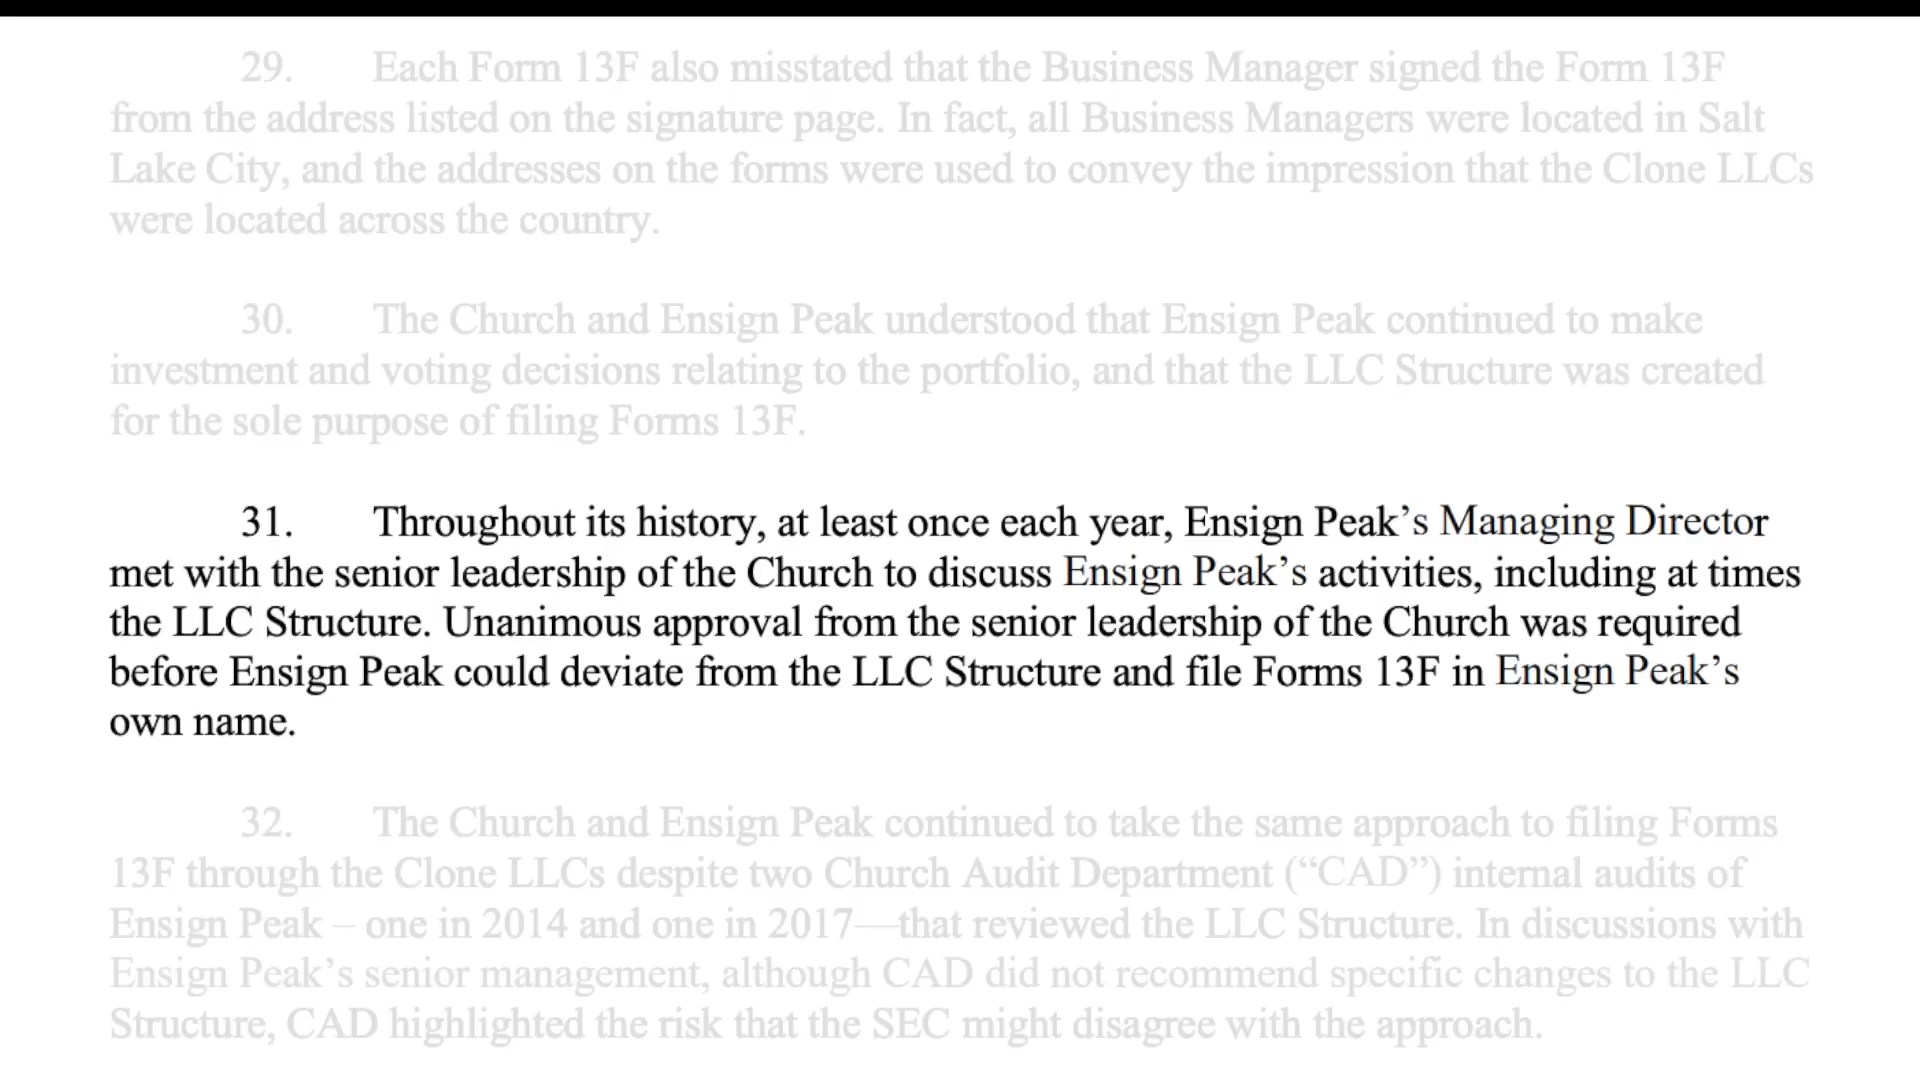 29. Each Form 13F also misstated that the Business Manager signed the Form 13F
from the address listed on the signature page. In fact, all Business Managers were located in Salt
Lake City, and the addresses on the forms were used to convey the impression that the Clone LLCs
were located across the country.
30. The Church and Ensign Peak understood that Ensign Peak continued to make
investment and voting decisions relating to the portfolio, and that the LLC Structure was created
for the sole purpose of filing Forms 13F.
31. Throughout its history, at least once each year, Ensign Peak’s Managing Director
met with the senior leadership of the Church to discuss Ensign Peak’s activities, including at times
the LLC Structure. Unanimous approval from the senior leadership of the Church was required
before Ensign Peak could deviate from the LLC Structure and file Forms 13F in Ensign Peak’s
own name.
32. The Church and Ensign Peak continued to take the same approach to filing Forms
13F through the Clone LLCs despite two Church Audit Department (“CAD”) internal audits of
Ensign Peak – one in 2014 and one in 2017—that reviewed the LLC Structure. In discussions with
Ensign Peak’s senior management, although CAD did not recommend specific changes to the LLC
Structure, CAD highlighted the risk that the SEC might disagree with the approach.